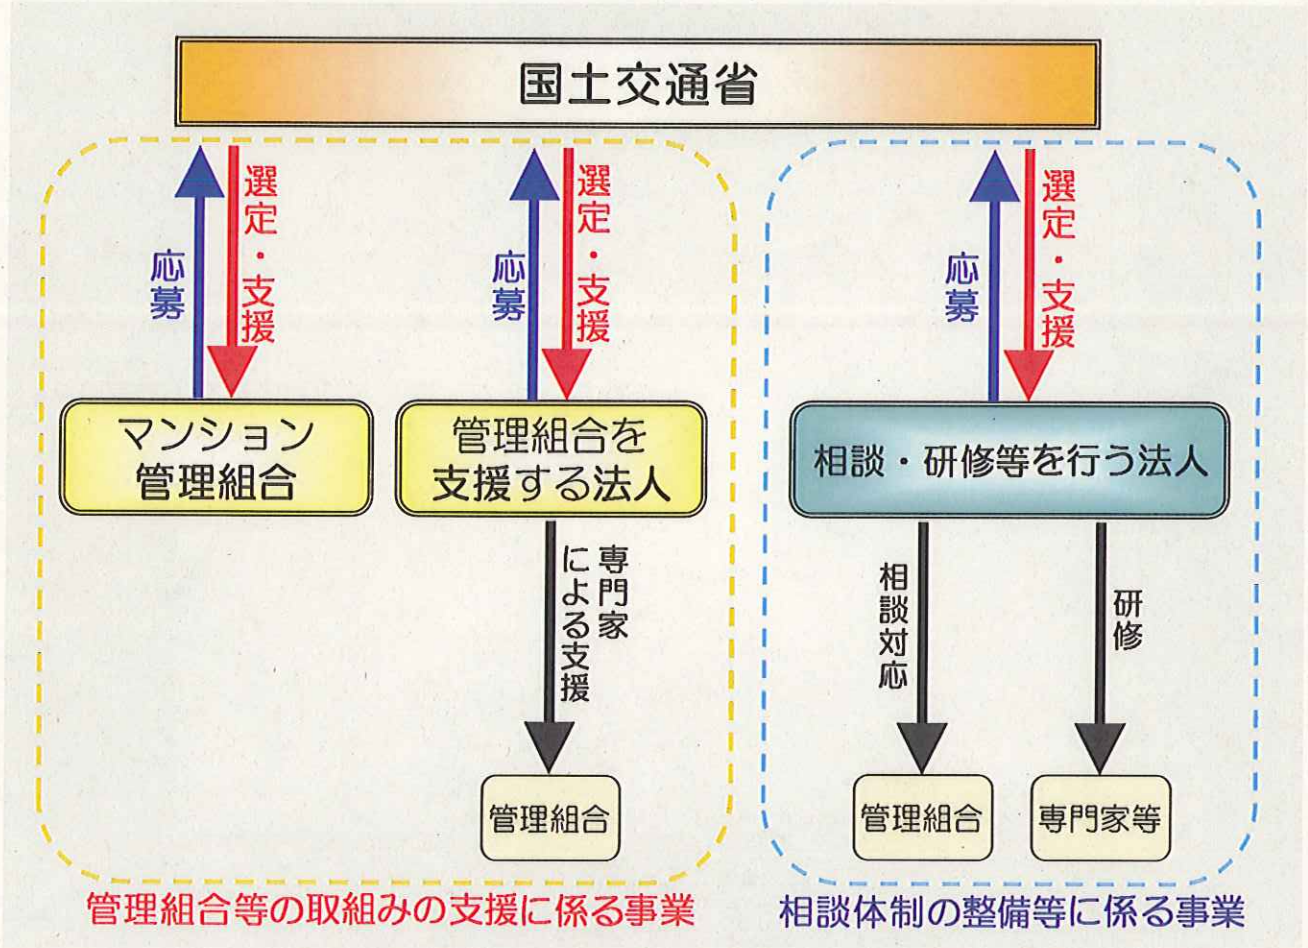 国土交通省
応募
選定・支援
応募
選定・支援
応募
選定・支援
マンション
管理組合
管理組合を
支援する法人
相談・研修等を行う法人
専門家
による支援
相談対応
研修
管理組合
管理組合
専門家等
管理組合等の取組みの支援に係る事業
相談体制の整備等に係る事業